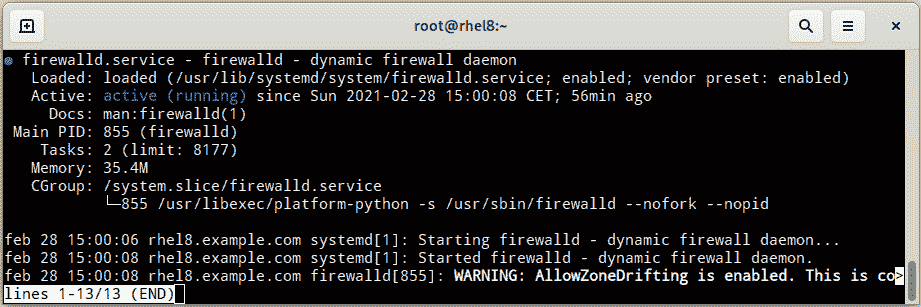 root@rhel8:~
● firewalld.service - firewalld - dynamic firewall daemon
   Loaded: loaded (/usr/lib/systemd/system/firewalld.service; enabled; vendor preset: enabled)
   Active: active (running) since Sun 2021-02-28 15:00:08 CET; 56min ago
     Docs: man:firewalld(1)
 Main PID: 855 (firewalld)
    Tasks: 2 (limit: 8177)
   Memory: 35.4M
   CGroup: /system.slice/firewalld.service
           └─855 /usr/libexec/platform-python -s /usr/sbin/firewalld --nofork --nopid
feb 28 15:00:06 rhel8.example.com systemd[1]: Starting firewalld - dynamic firewall daemon...
feb 28 15:00:08 rhel8.example.com systemd[1]: Started firewalld - dynamic firewall daemon.
feb 28 15:00:08 rhel8.example.com firewalld[855]: WARNING: AllowZoneDrifting is enabled. This is co>
lines 1-13/13 (END)